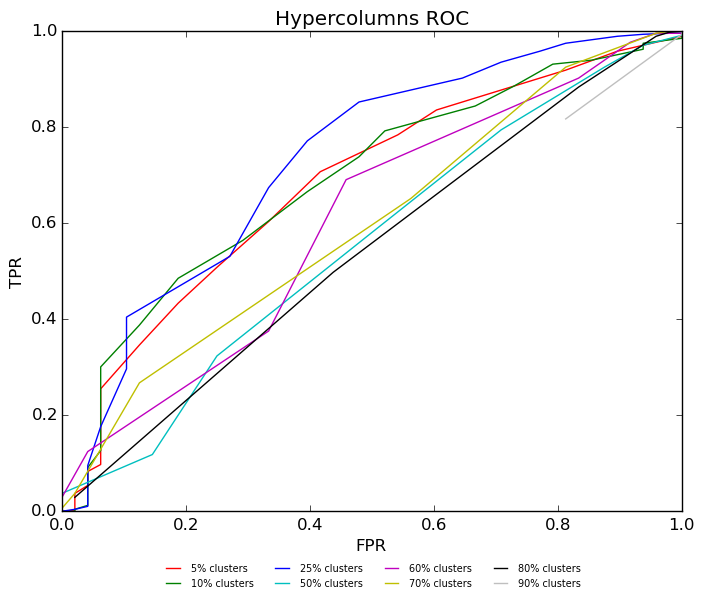 Hypercolumns ROC
1.0
0.8
0.6
0.4
0.2
0.0
TPR
0.0 0.2 0.4 0.6 0.8 1.0
FPR
5% clusters 25% clusters 60% clusters 80% clusters
10% clusters 50% clusters 70% clusters 90% clusters